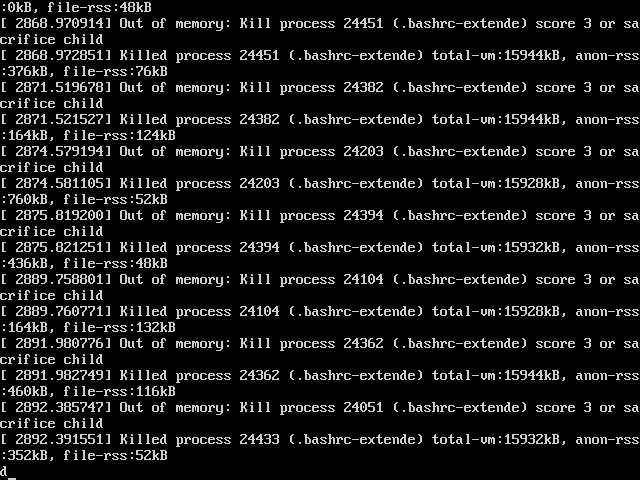 :0kB, file-rss:48kB
[ 2868.970914] Out of memory: Kill process 24451 (.bashrc-extende) score 3 or sa
crifice child
[ 2868.972851] Killed process 24451 (.bashrc-extende) total-vm:15944kB, anon-rss
:376kB, file-rss:76kB
[ 2871.519678] Out of memory: Kill process 24382 (.bashrc-extende) score 3 or sa
crifice child
[ 2871.521527] Killed process 24382 (.bashrc-extende) total-vm:15944kB, anon-rss
:164kB, file-rss:124kB
[ 2874.579194] Out of memory: Kill process 24203 (.bashrc-extende) score 3 or sa
crifice child
[ 2874.581105] Killed process 24203 (.bashrc-extende) total-vm:15928kB, anon-rss
:760kB, file-rss:52kB
[ 2875.819200] Out of memory: Kill process 24394 (.bashrc-extende) score 3 or sa
crifice child
[ 2875.821251] Killed process 24394 (.bashrc-extende) total-vm:15932kB, anon-rss
:436kB, file-rss:48kB
[ 2889.758801] Out of memory: Kill process 24104 (.bashrc-extende) score 3 or sa
crifice child
[ 2889.760771] Killed process 24104 (.bashrc-extende) total-vm:15928kB, anon-rss
:164kB, file-rss:132kB
[ 2891.980776] Out of memory: Kill process 24362 (.bashrc-extende) score 3 or sa
crifice child
[ 2891.982749] Killed process 24362 (.bashrc-extende) total-vm:15944kB, anon-rss
:460kB, file-rss:116kB
[ 2892.385747] Out of memory: Kill process 24051 (.bashrc-extende) score 3 or sa
crifice child
[ 2892.391551] Killed process 24433 (.bashrc-extende) total-vm:15932kB, anon-rss
:352kB, file-rss:52kB
d_